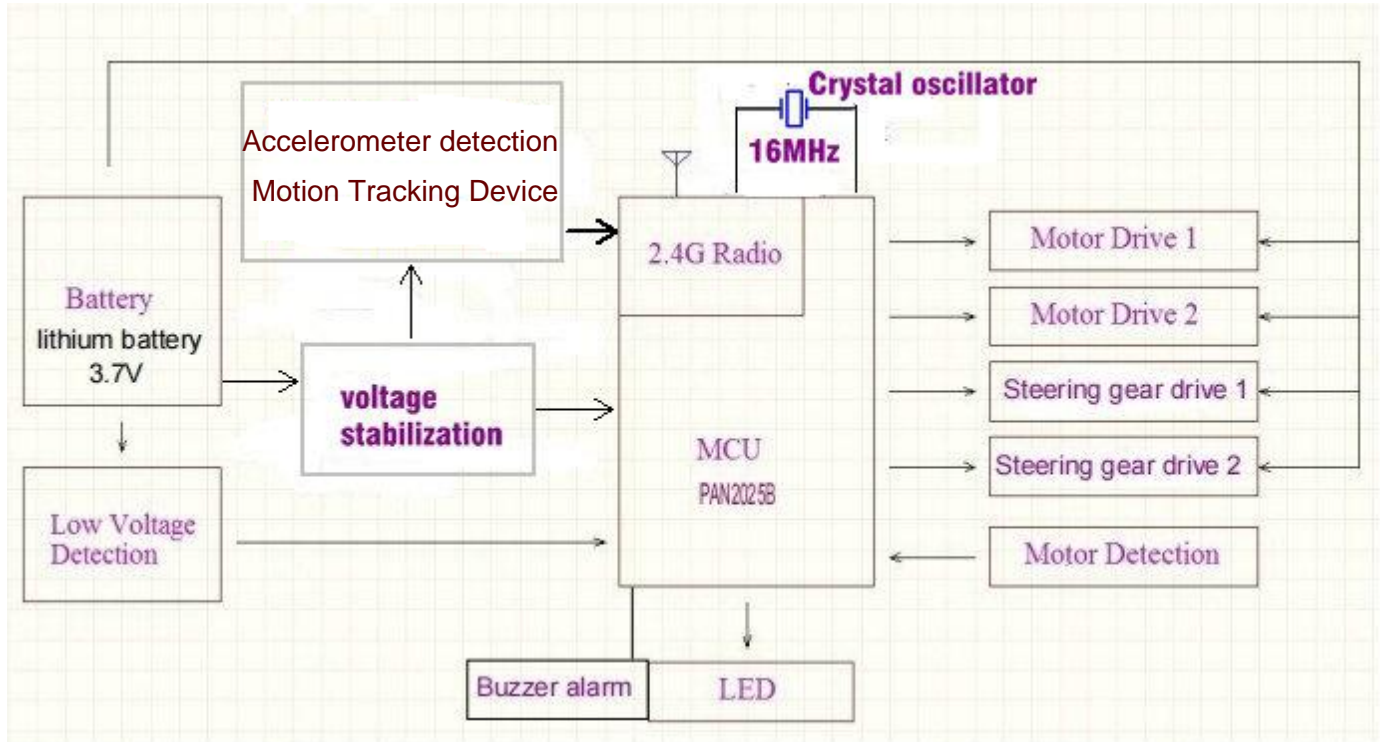 Crystal oscillator
16MHz
Accelerometer detection
Motion Tracking Device
2.4G Radio
Battery
lithium battery
3.7V
voltage
stabilization
MCU
PAN2025B
Low Voltage
Detection
Motor Drive 1
Motor Drive 2
Steering gear drive 1
Steering gear drive 2
Motor Detection
Buzzer alarm
LED